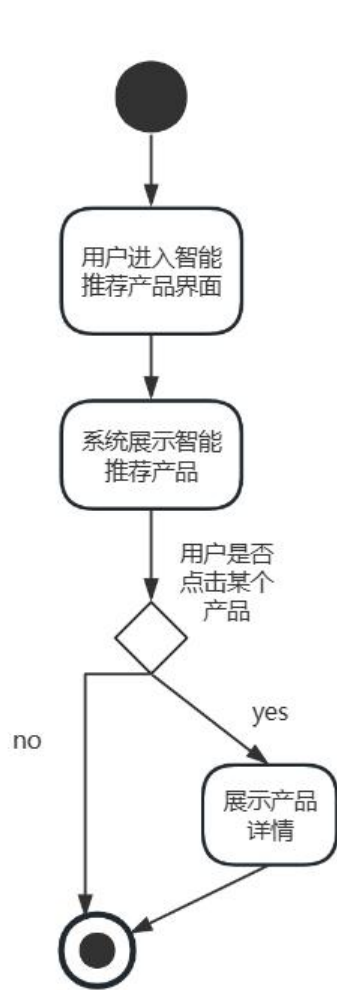 用户进入智能
推荐产品界面
系统展示智能
推荐产品
用户是否
点击某个
产品
yes
no
展示产品
详情